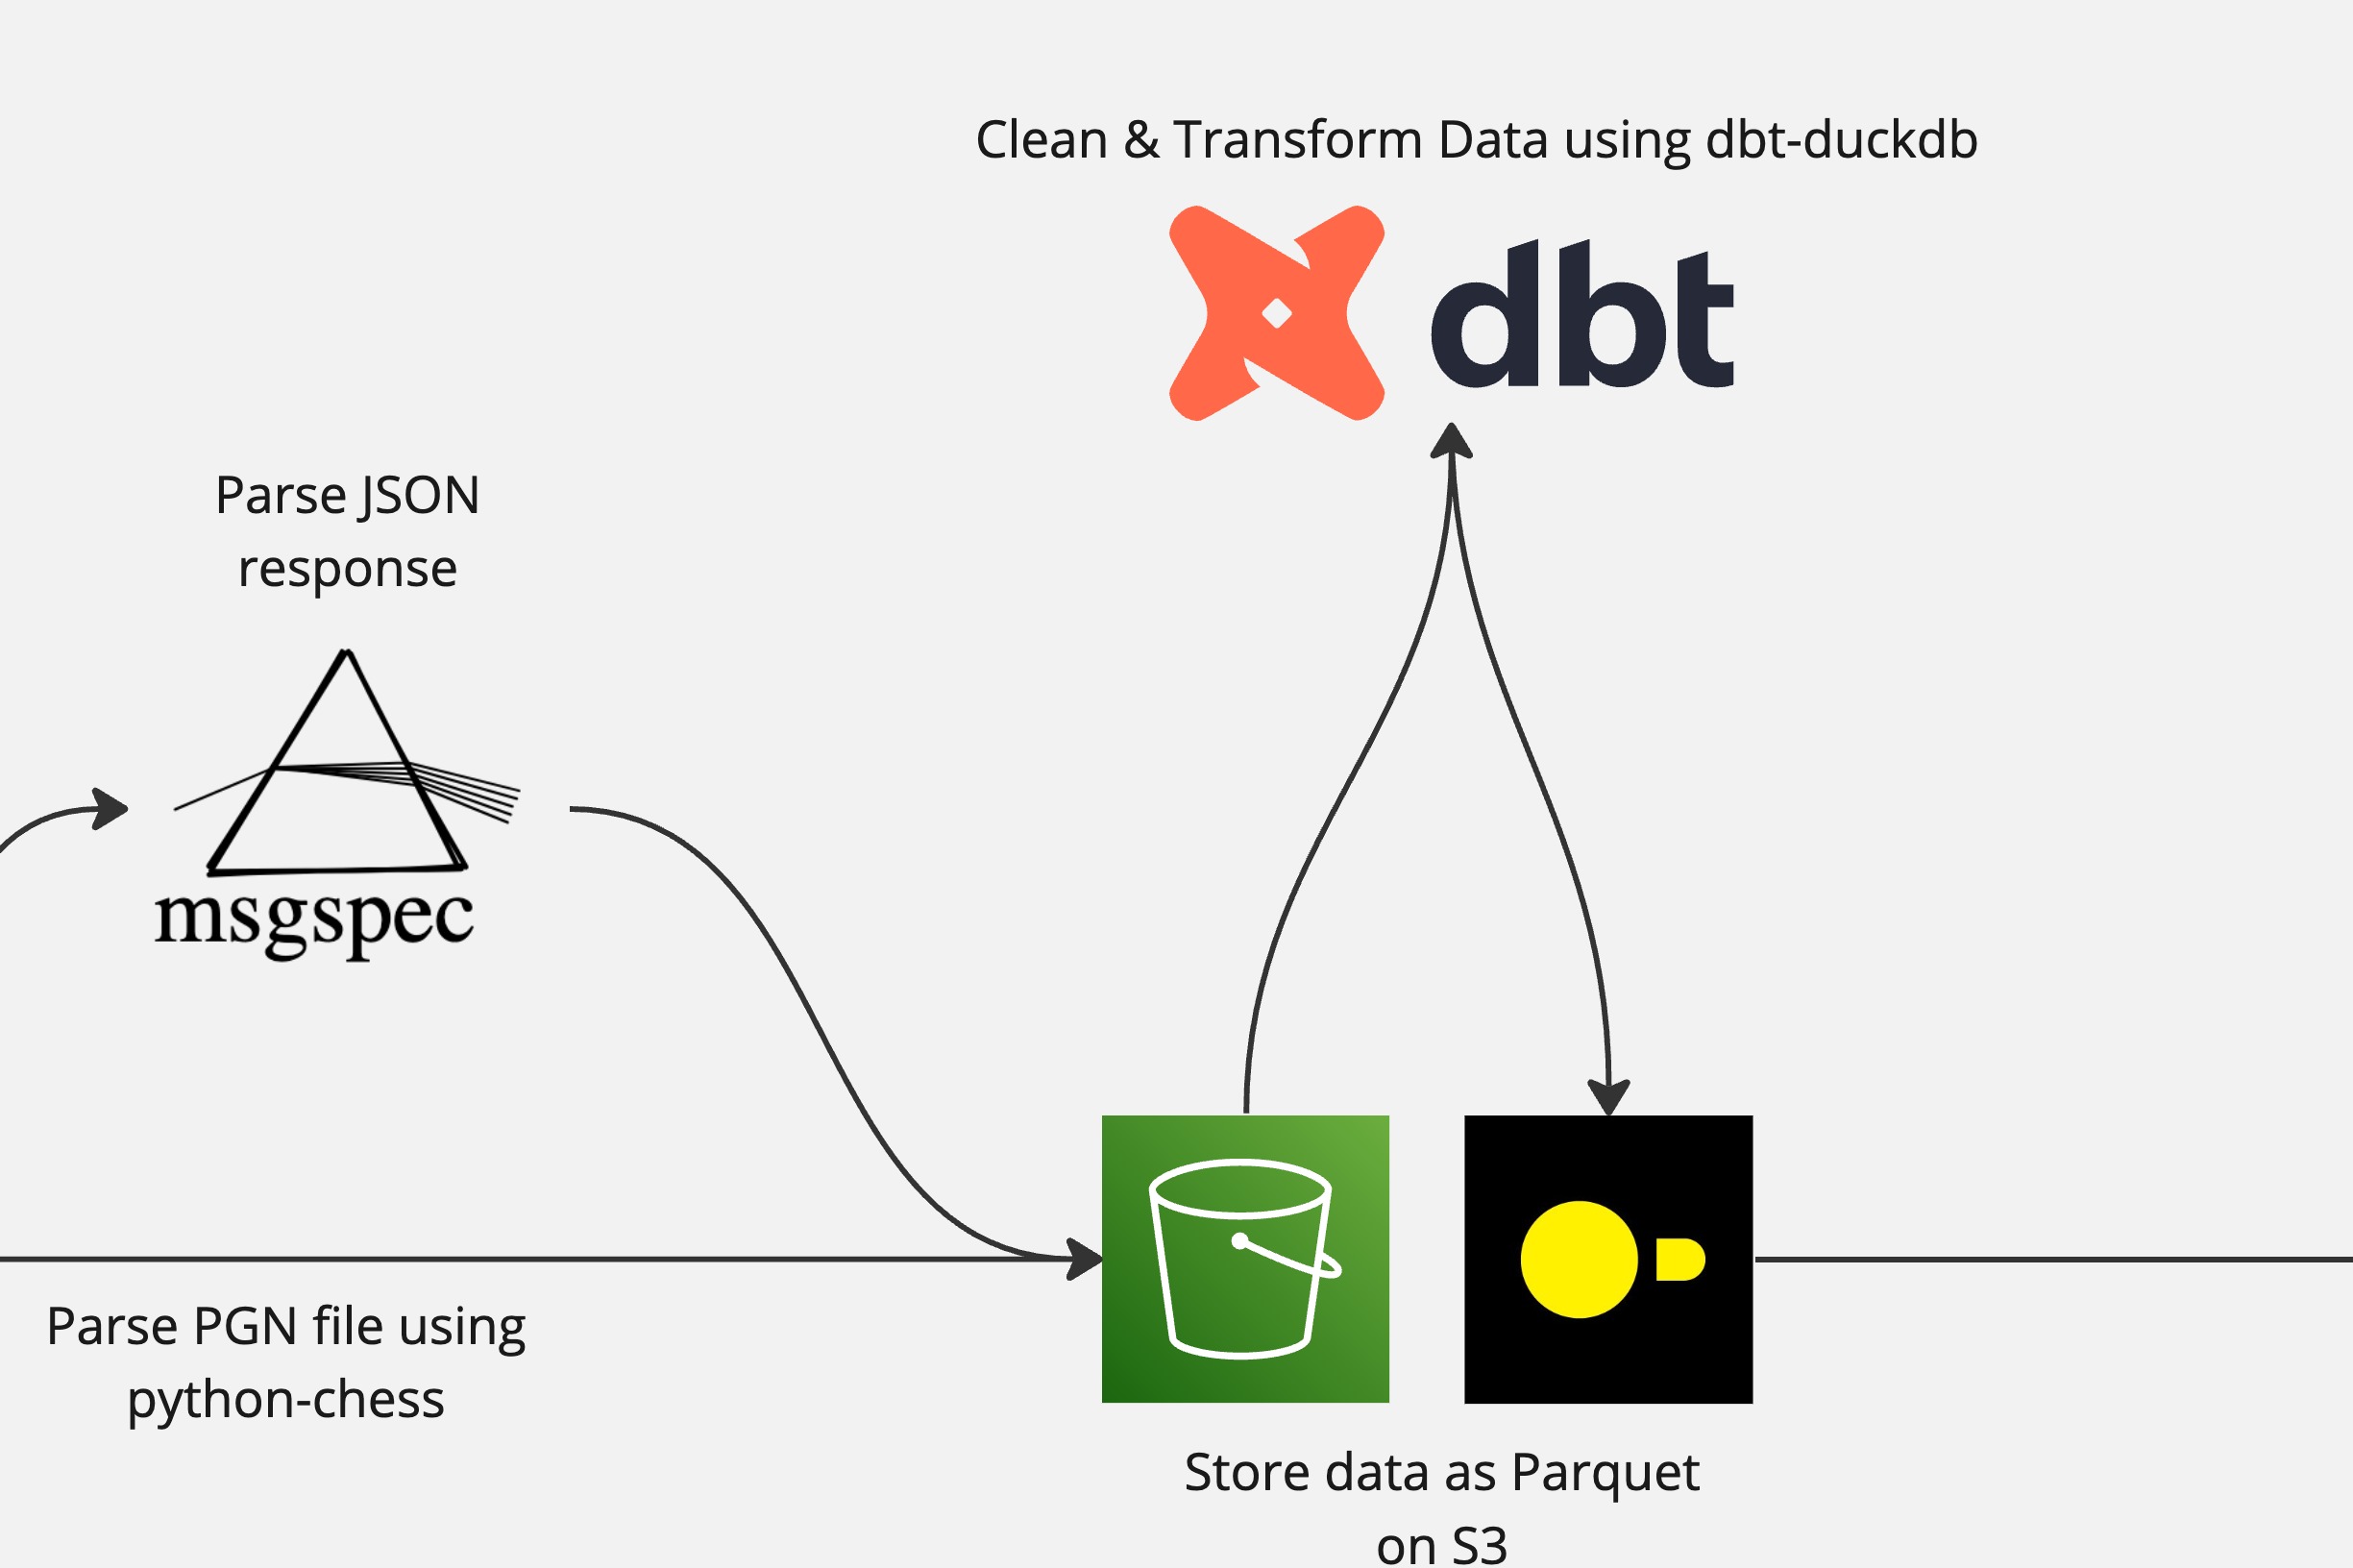 Clean & Transform Data using dbt-duckdb
dbt
Parse JSON
response
msgspec
Parse PGN file using
python-chess
Store data as Parquet
on S3